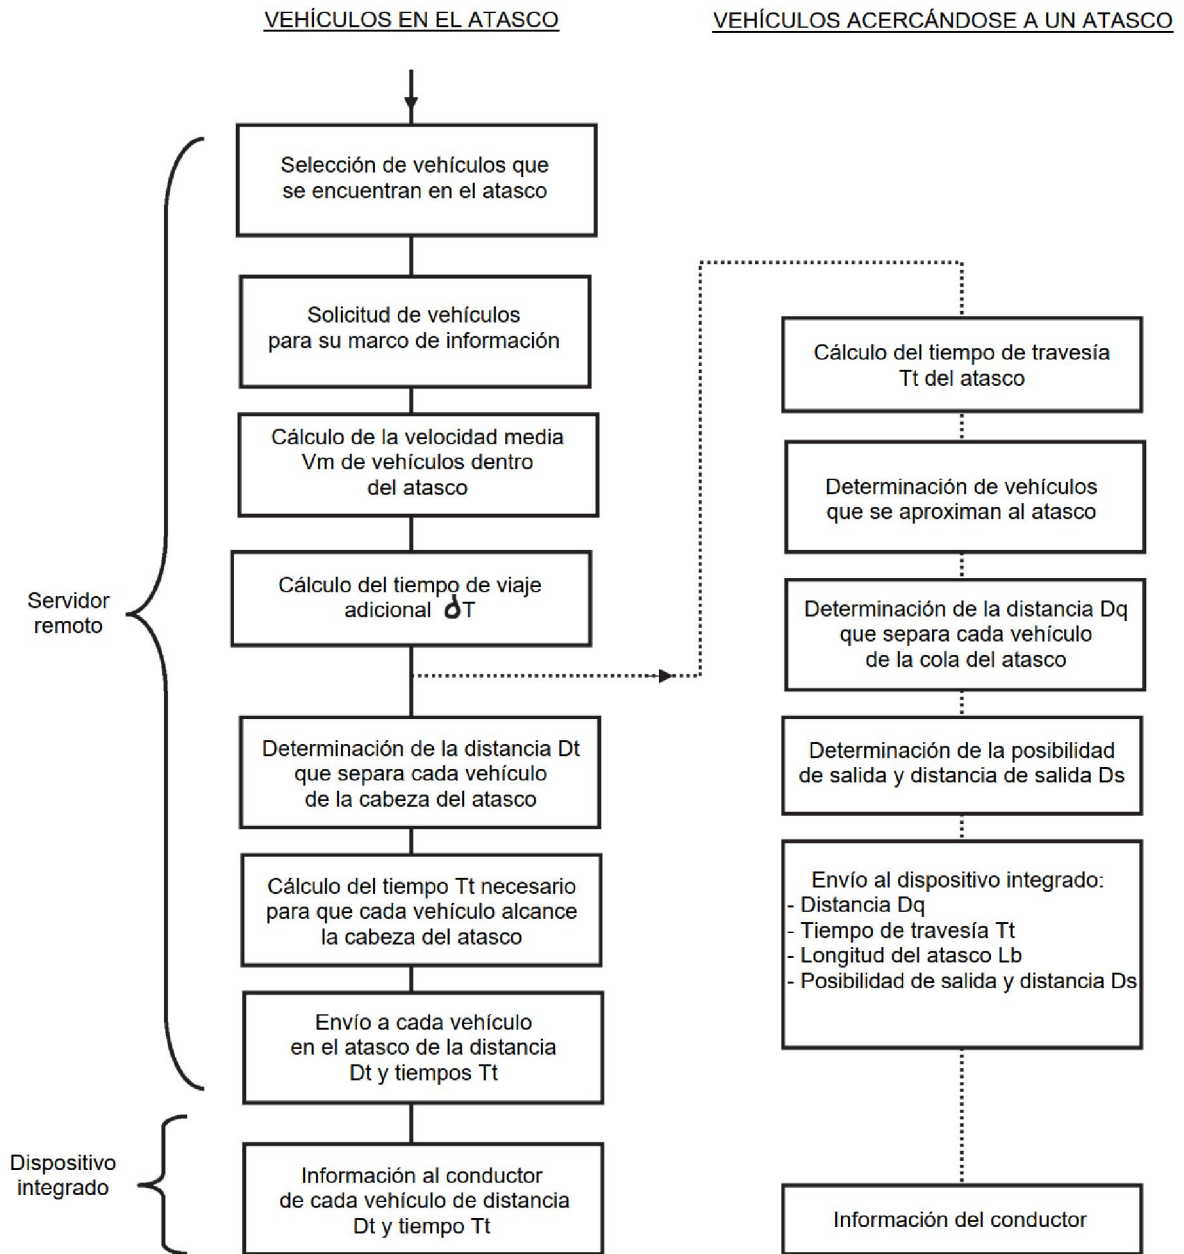 VEHÍCULOS EN EL ATASCO
VEHÍCULOS ACERCÁNDOSE A UN ATASCO
Selección de vehículos que
se encuentran en el atasco
Solicitud de vehículos
para su marco de información
Cálculo de la velocidad media
Vm de vehículos dentro
del atasco
Cálculo del tiempo de viaje
adicional δT
Servidor
remoto
Determinación de la distancia Dt
que separa cada vehículo
de la cabeza del atasco
Cálculo del tiempo Tt necesario
para que cada vehículo alcance
la cabeza del atasco
Envío a cada vehículo
en el atasco de la distancia
Dt y tiempos Tt
Dispositivo
integrado
Información al conductor
de cada vehículo de distancia
Dt y tiempo Tt
Cálculo del tiempo de travesía
Tt del atasco
Determinación de vehículos
que se aproximan al atasco
Determinación de la distancia Dq
que separa cada vehículo
de la cola del atasco
Determinación de la posibilidad
de salida y distancia de salida Ds
Envío al dispositivo integrado:
- Distancia Dq
- Tiempo de travesía Tt
- Longitud del atasco Lb
- Posibilidad de salida y distancia Ds
Información del conductor